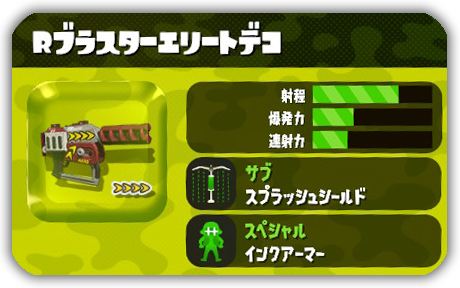 Rブラスターエリートデコ
射程
爆発力
連射力
サブ
スプラッシュシールド
スペシャル
インクアーマー